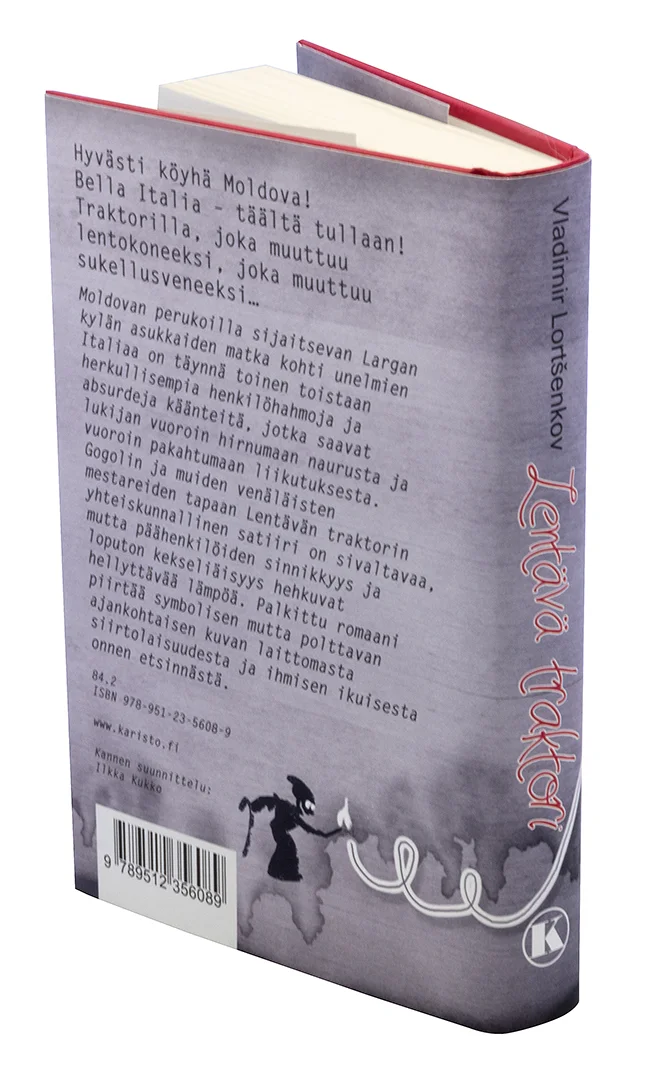 Hyvästi köyhä Moldova!
Bella Italia – täältä tullaan!
Traktorilla, joka muuttuu
lentokoneeksi, joka muuttuu
sukellusveneeksi…
Moldovan perukoilla sijaitsevan Largan
kylän asukkaiden matka kohti unelmien
Italiaa on täynnä toinen toistaan
herkullisempia henkilöhahmoja ja
absurdeja käänteitä, jotka saavat
lukijan vuoroin hirnumaan naurusta ja
vuoroin pakahtumaan liikutuksesta.
Gogolin ja muiden venäläisten
mestareiden tapaan Lentävän traktorin
yhteiskunnallinen satiiri on sivaltavaa,
mutta päähenkilöiden sinnikkyys ja
loputon kekseliäisyys hehkuvat
hellyttävää lämpöä. Palkittu romaani
piirtää symbolisen mutta polttavan
ajankohtaisen kuvan laittomasta
siirtolaisuudesta ja ihmisen ikuisesta
onnen etsinnästä.
84.2
ISBN 978-951-23-5608-9
www.karisto.fi
Kannen suunnittelu:
Ilkka Kukko
9 789512 356089
Vladimir Lortšenkov
Lentävä traktori
K